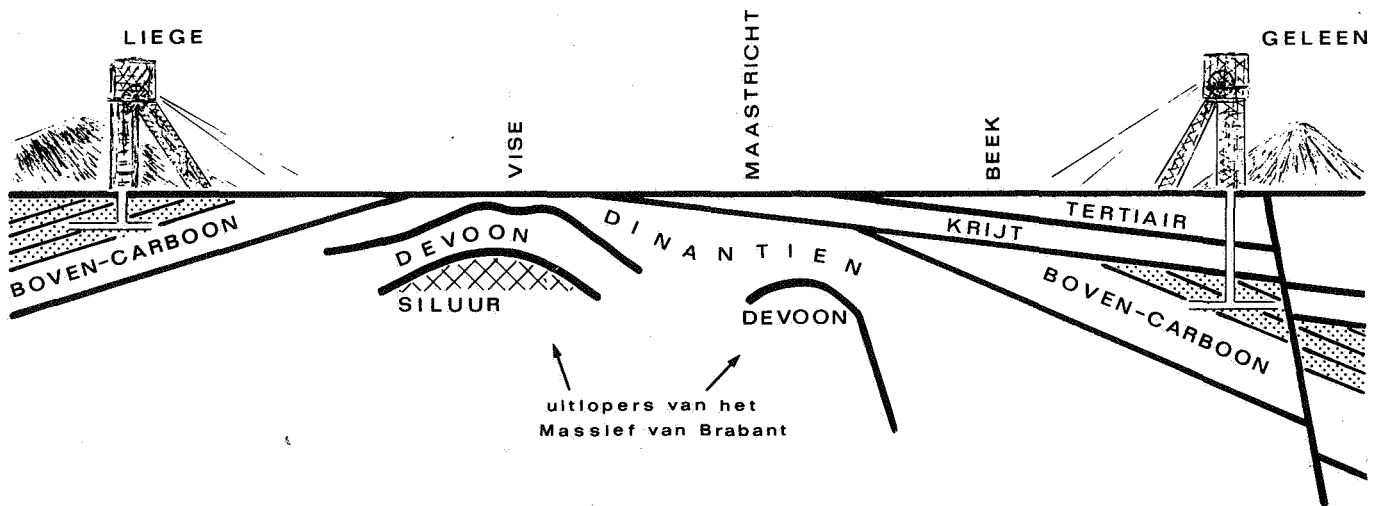 LIEGE
GELEEN
VISE
MAASTRICHT
BEEK
BOVEN-CARBOON
DEVOON
SILUUR
DINANTIEN
DEVOON
TERTIAIR
KRIJT
BOVEN-CARBOON
uitlopers van het
Massief van Brabant